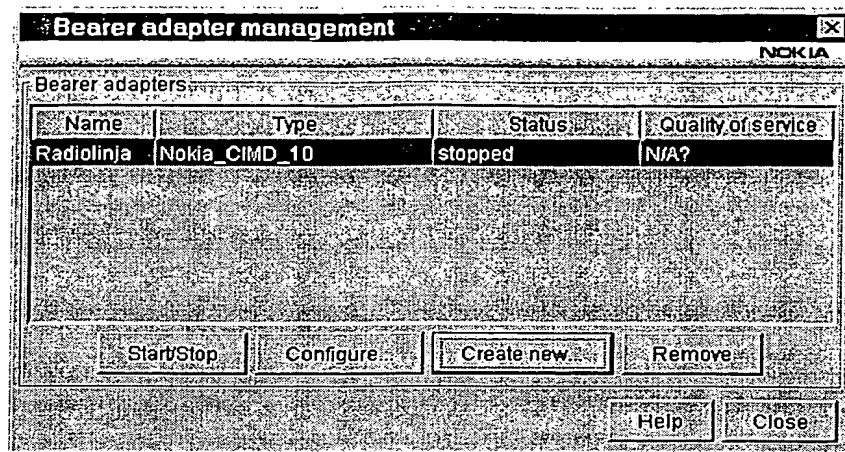 Bearer adapter management
NOKIA
Bearer adapters:
Name Type Status Quality of service
Radiolinja Nokia_CIMD_10 stopped N/A?
Start/Stop Configure... Create new... Remove
Help Close